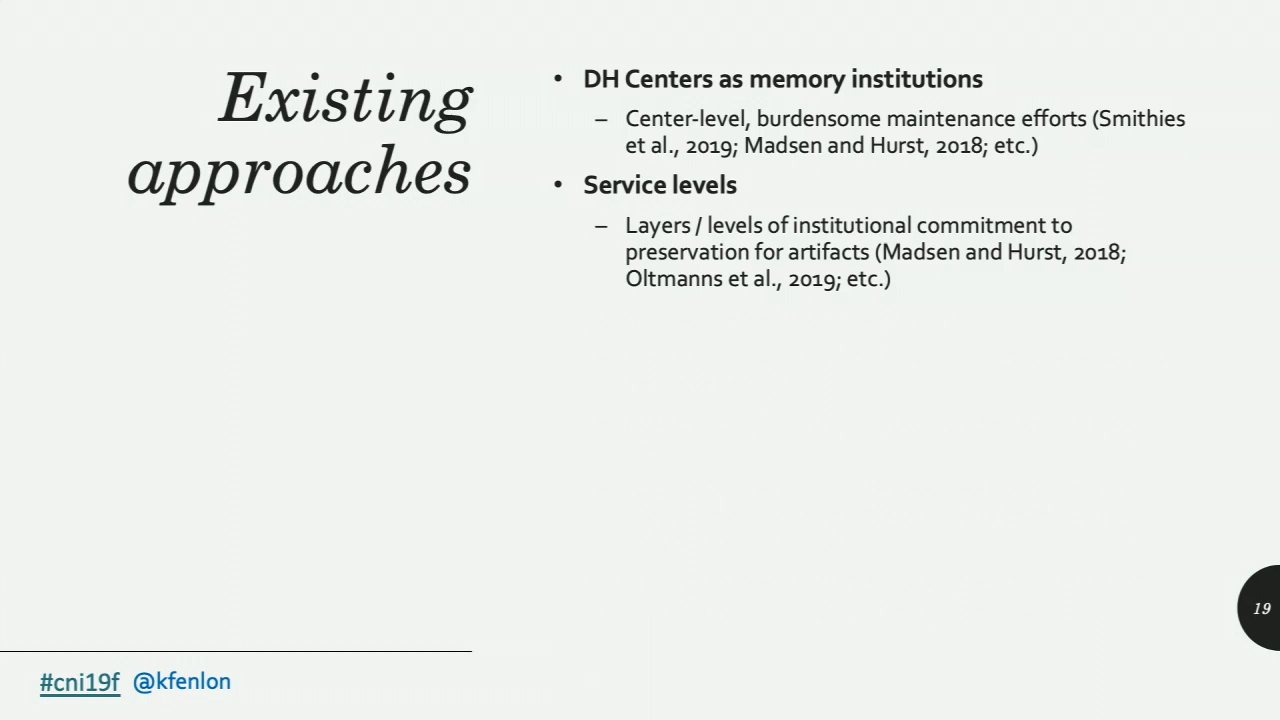 Existing
approaches
• DH Centers as memory institutions
– Center-level, burdensome maintenance efforts (Smithies
et al., 2019; Madsen and Hurst, 2018; etc.)
• Service levels
– Layers / levels of institutional commitment to
preservation for artifacts (Madsen and Hurst, 2018;
Oltmanns et al., 2019; etc.)
19
#cni19f @kfenlon